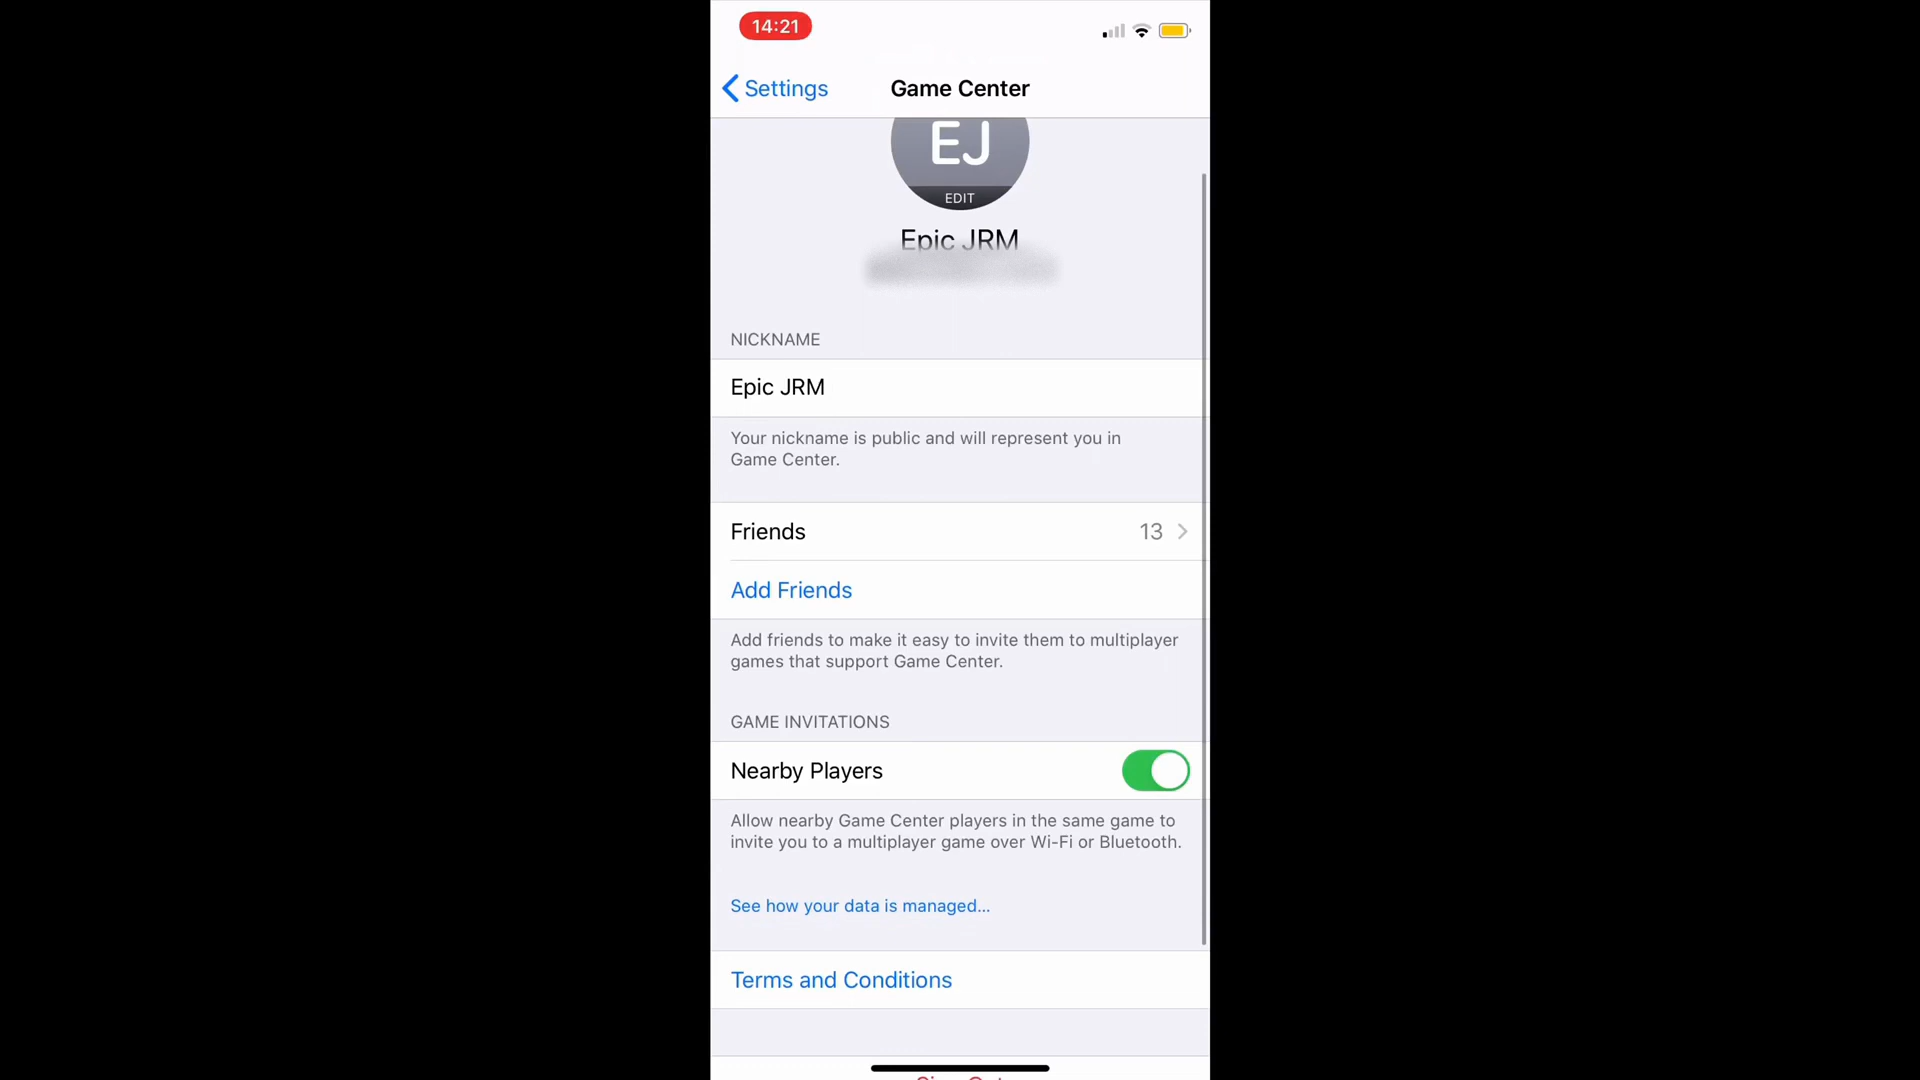 14:21
Settings
Game Center
EJ
EDIT
Epic JRM
NICKNAME
Epic JRM
Your nickname is public and will represent you in
Game Center.
Friends 13
Add Friends
Add friends to make it easy to invite them to multiplayer
games that support Game Center.
GAME INVITATIONS
Nearby Players
Allow nearby Game Center players in the same game to
invite you to a multiplayer game over Wi-Fi or Bluetooth.
See how your data is managed...
Terms and Conditions